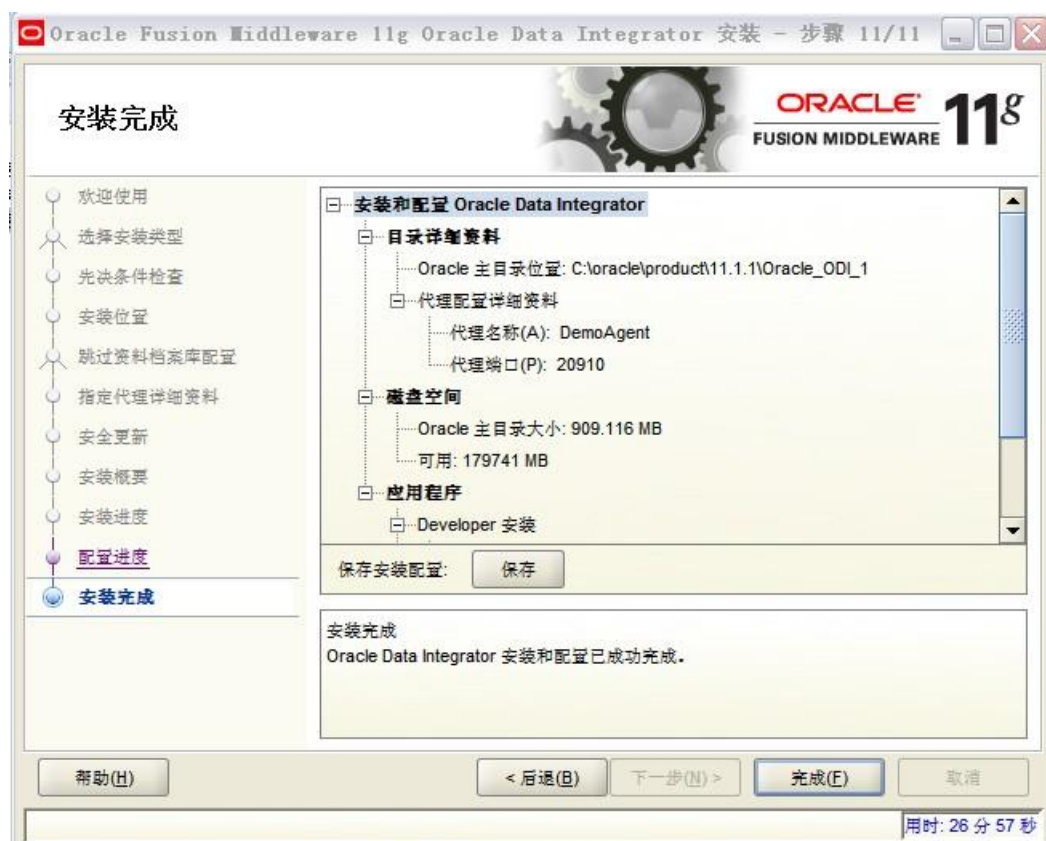 Oracle Fusion Middleware 11g Oracle Data Integrator 安装 - 步骤 11/11
安装完成
ORACLE
FUSION MIDDLEWARE
11g
欢迎使用
选择安装类型
先决条件检查
安装位置
跳过资料档案库配置
指定代理详细资料
安全更新
安装概要
安装进度
配置进度
安装完成
安装和配置 Oracle Data Integrator
目录详细资料
Oracle 主目录位置: C:\oracle\product\11.1.1\Oracle_ODI_1
代理配置详细资料
代理名称(A): DemoAgent
代理端口(P): 20910
磁盘空间
Oracle 主目录大小: 909.116 MB
可用: 179741 MB
应用程序
Developer 安装
保存安装配置: 保存
安装完成
Oracle Data Integrator 安装和配置已成功完成。
帮助(H) < 后退(B) 下一步(N) > 完成(F) 取消
用时: 26 分 57 秒